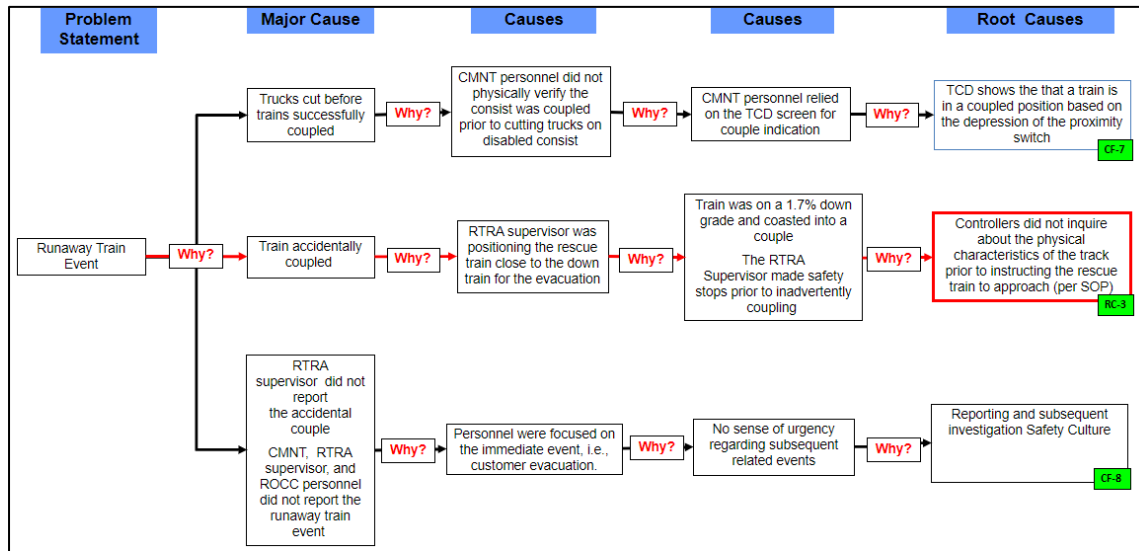 Problem
Statement
Major Cause
Causes
Causes
Root Causes
Trucks cut before
trains successfully
coupled
Why?
CMNT personnel did not
physically verify the
consist was coupled
prior to cutting trucks on
disabled consist
Why?
CMNT personnel relied
on the TCD screen for
couple indication
Why?
TCD shows the that a train is
in a coupled position based on
the depression of the proximity
switch
CF-7
Runaway Train
Event
Why?
Train accidentally
coupled
Why?
RTRA supervisor was
positioning the rescue
train close to the down
train for the evacuation
Why?
Train was on a 1.7% down
grade and coasted into a
couple
The RTRA
Supervisor made safety
stops prior to inadvertently
coupling
Why?
Controllers did not inquire
about the physical
characteristics of the track
prior to instructing the rescue
train to approach (per SOP)
RC-3
RTRA
supervisor did not
report
the accidental
couple
CMNT, RTRA
supervisor, and
ROCC personnel
did not report the
runaway train
event
Why?
Personnel were focused on
the immediate event, i.e.,
customer evacuation.
Why?
No sense of urgency
regarding subsequent
related events
Why?
Reporting and subsequent
investigation Safety Culture
CF-8